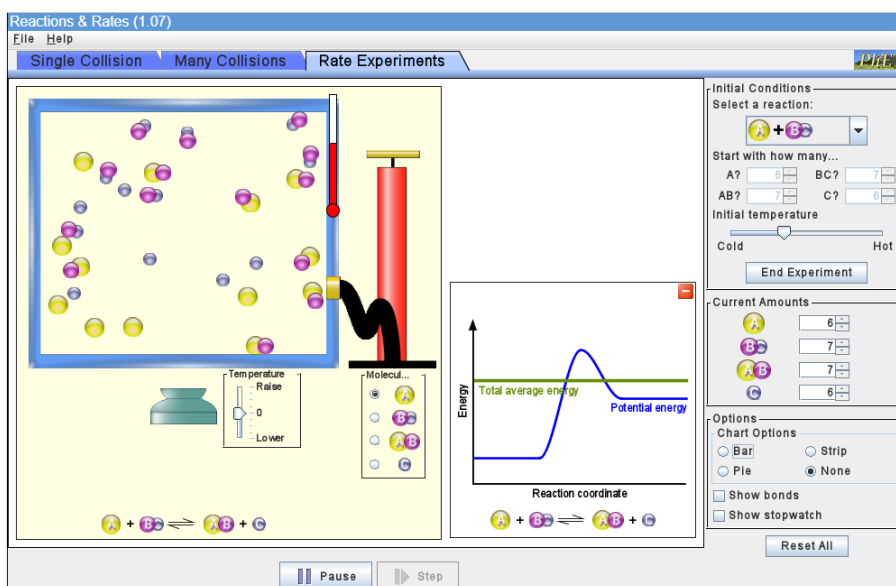 Reactions & Rates (1.07)
File Help
Single Collision Many Collisions Rate Experiments
PhET
Initial Conditions
Select a reaction:
A + BC
Start with how many...
A? 6 BC? 7
AB? 7 C? 6
Initial temperature
Cold Hot
End Experiment
Current Amounts
A 6
BC 7
AB 7
C 6
Options
Chart Options
Bar Strip
Pie None
Show bonds
Show stopwatch
Reset All
Temperature
Raise
0
Lower
Molecul...
A
BC
AB
C
A + BC ⇌ AB + C
Energy
Total average energy
Potential energy
Reaction coordinate
A + BC ⇌ AB + C
Pause Step